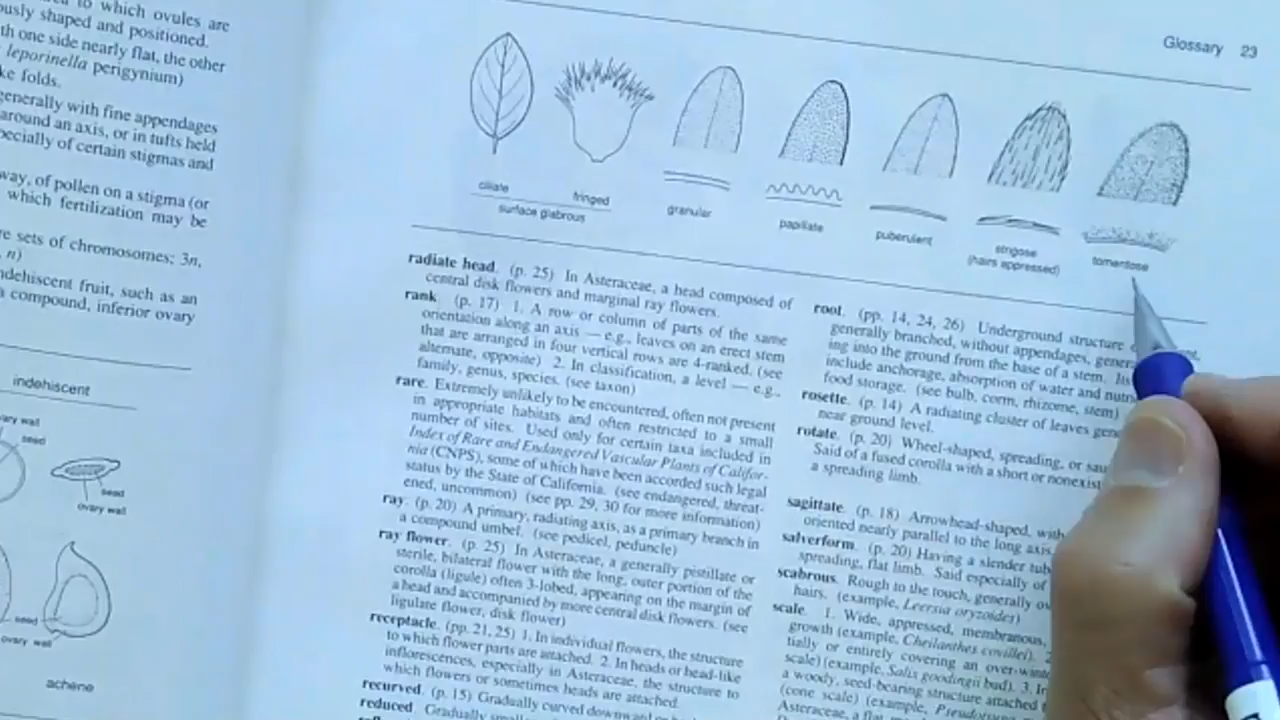 to which ovules are
ously shaped and positioned.
th one side nearly flat, the other
leporinella perigynium)
ke folds.
generally with fine appendages
around an axis, or in tufts held
pecially of certain stigmas and
way, of pollen on a stigma (or
which fertilization may be
re sets of chromosomes; 3n,
, n)
ndehiscent fruit, such as an
a compound, inferior ovary
indehiscent
vary wall
seed
seed
ovary wall
seed
ovary wall
achene
Glossary 23
ciliate
fringed
surface glabrous
granular
papillate
puberulent
strigose
(hairs appressed)
tomentose
radiate head. (p. 25) In Asteraceae, a head composed of
central disk flowers and marginal ray flowers.
rank. (p. 17) 1. A row or column of parts of the same
orientation along an axis — e.g., leaves on an erect stem
that are arranged in four vertical rows are 4-ranked. (see
alternate, opposite) 2. In classification, a level — e.g.,
family, genus, species. (see taxon)
rare. Extremely unlikely to be encountered, often not present
in appropriate habitats and often restricted to a small
number of sites. Used only for certain taxa included in
Index of Rare and Endangered Vascular Plants of Califor-
nia (CNPS), some of which have been accorded such legal
status by the State of California. (see endangered, threat-
ened, uncommon) (see pp. 29, 30 for more information)
ray. (p. 20) A primary, radiating axis, as a primary branch in
a compound umbel. (see pedicel, peduncle)
ray flower. (p. 25) In Asteraceae, a generally pistillate or
sterile, bilateral flower with the long, outer portion of the
corolla (ligule) often 3-lobed, appearing on the margin of
a head and accompanied by more central disk flowers. (see
ligulate flower, disk flower)
receptacle. (pp. 21, 25) 1. In individual flowers, the structure
to which flower parts are attached. 2. In heads or head-like
inflorescences, especially in Asteraceae, the structure to
which flowers or sometimes heads are attached.
recurved. (p. 15) Gradually curved downward or
reduced. Gradually
root. (pp. 14, 24, 26) Underground structure
generally branched, without appendages,
ing into the ground from the base of a stem.
include anchorage, absorption of water and
food storage. (see bulb, corm, rhizome, stem)
rosette. (p. 14) A radiating cluster of leaves
near ground level.
rotate. (p. 20) Wheel-shaped, spreading, or
Said of a fused corolla with a short or
a spreading limb.
sagittate. (p. 18) Arrowhead-shaped,
oriented nearly parallel to the long axis
salverform. (p. 20) Having a slender
spreading, flat limb. Said especially of
scabrous. Rough to the touch, generally
hairs. (example, Leersia oryzoides)
scale. 1. Wide, appressed, membranous,
growth (example, Cheilanthes covillei).
tially or entirely covering an
scale) (example, Salix goodingii bud). 3.
a woody, seed-bearing structure attached
(cone scale) (example,
Asteraceae, a flat